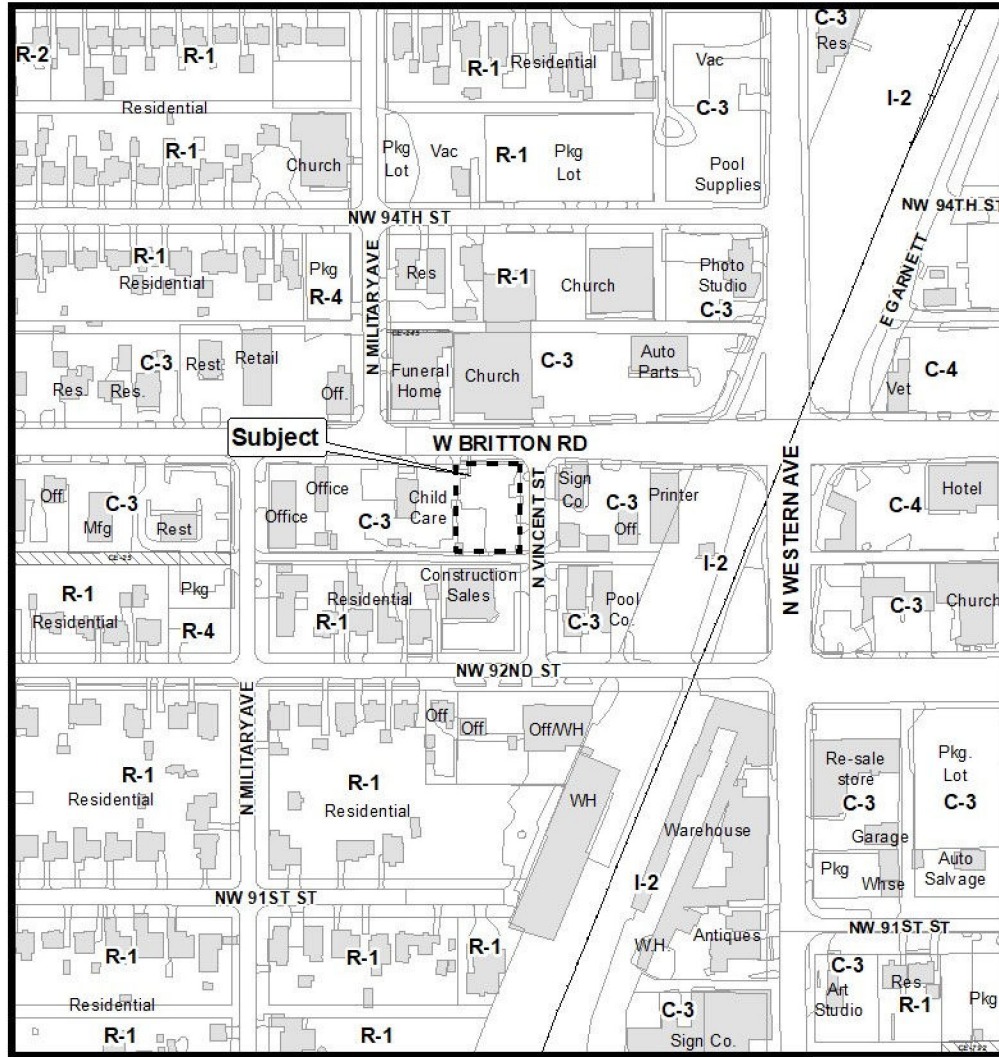 C-3
Res
R-2
R-1
R-1
Residential
Vac
I-2
Residential
C-3
R-1
Church
Pkg
Lot
Vac
R-1
Pkg
Lot
Pool
Supplies
NW 94TH ST
NW 94TH ST
R-1
Residential
Pkg
R-4
N MILITARY AVE
Res
R-1
Church
Photo
Studio
C-3
E GARNETT
CE-345
C-3
Rest.
Retail
Res.
Res.
Off.
Funeral
Home
Church
C-3
Auto
Parts
C-4
Vet
Subject
W BRITTON RD
N WESTERN AVE
Off.
C-3
Mfg
Rest
Office
Office
C-3
Child
Care
N VINCENT ST
Sign
Co.
C-3
Off.
Printer
C-4
Hotel
R-1
Residential
Pkg
R-4
Residential
R-1
Construction
Sales
C-3
Pool
Co.
I-2
C-3
Church
NW 92ND ST
N MILITARY AVE
R-1
Residential
R-1
Residential
Off.
Off.
Off/WH
WH
Warehouse
I-2
Re-sale
store
C-3
Garage
Pkg.
Lot
C-3
Pkg
Whse
Auto
Salvage
NW 91ST ST
NW 91ST ST
R-1
Residential
R-1
R-1
R-1
R-1
W.H.
Antiques
C-3
Sign Co.
C-3
Art
Studio
Res.
R-1
Pkg